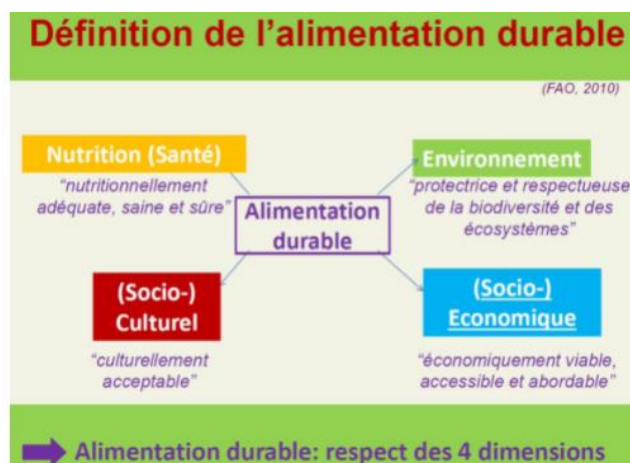 Définition de l’alimentation durable
(FAO, 2010)
Nutrition (Santé)
“nutritionnellement
adéquate, saine et sûre”
Environnement
“protectrice et respectueuse
de la biodiversité et des
écosystèmes”
Alimentation
durable
(Socio-)
Culturel
“culturellement
acceptable”
(Socio-)
Economique
“économiquement viable,
accessible et abordable”
Alimentation durable: respect des 4 dimensions